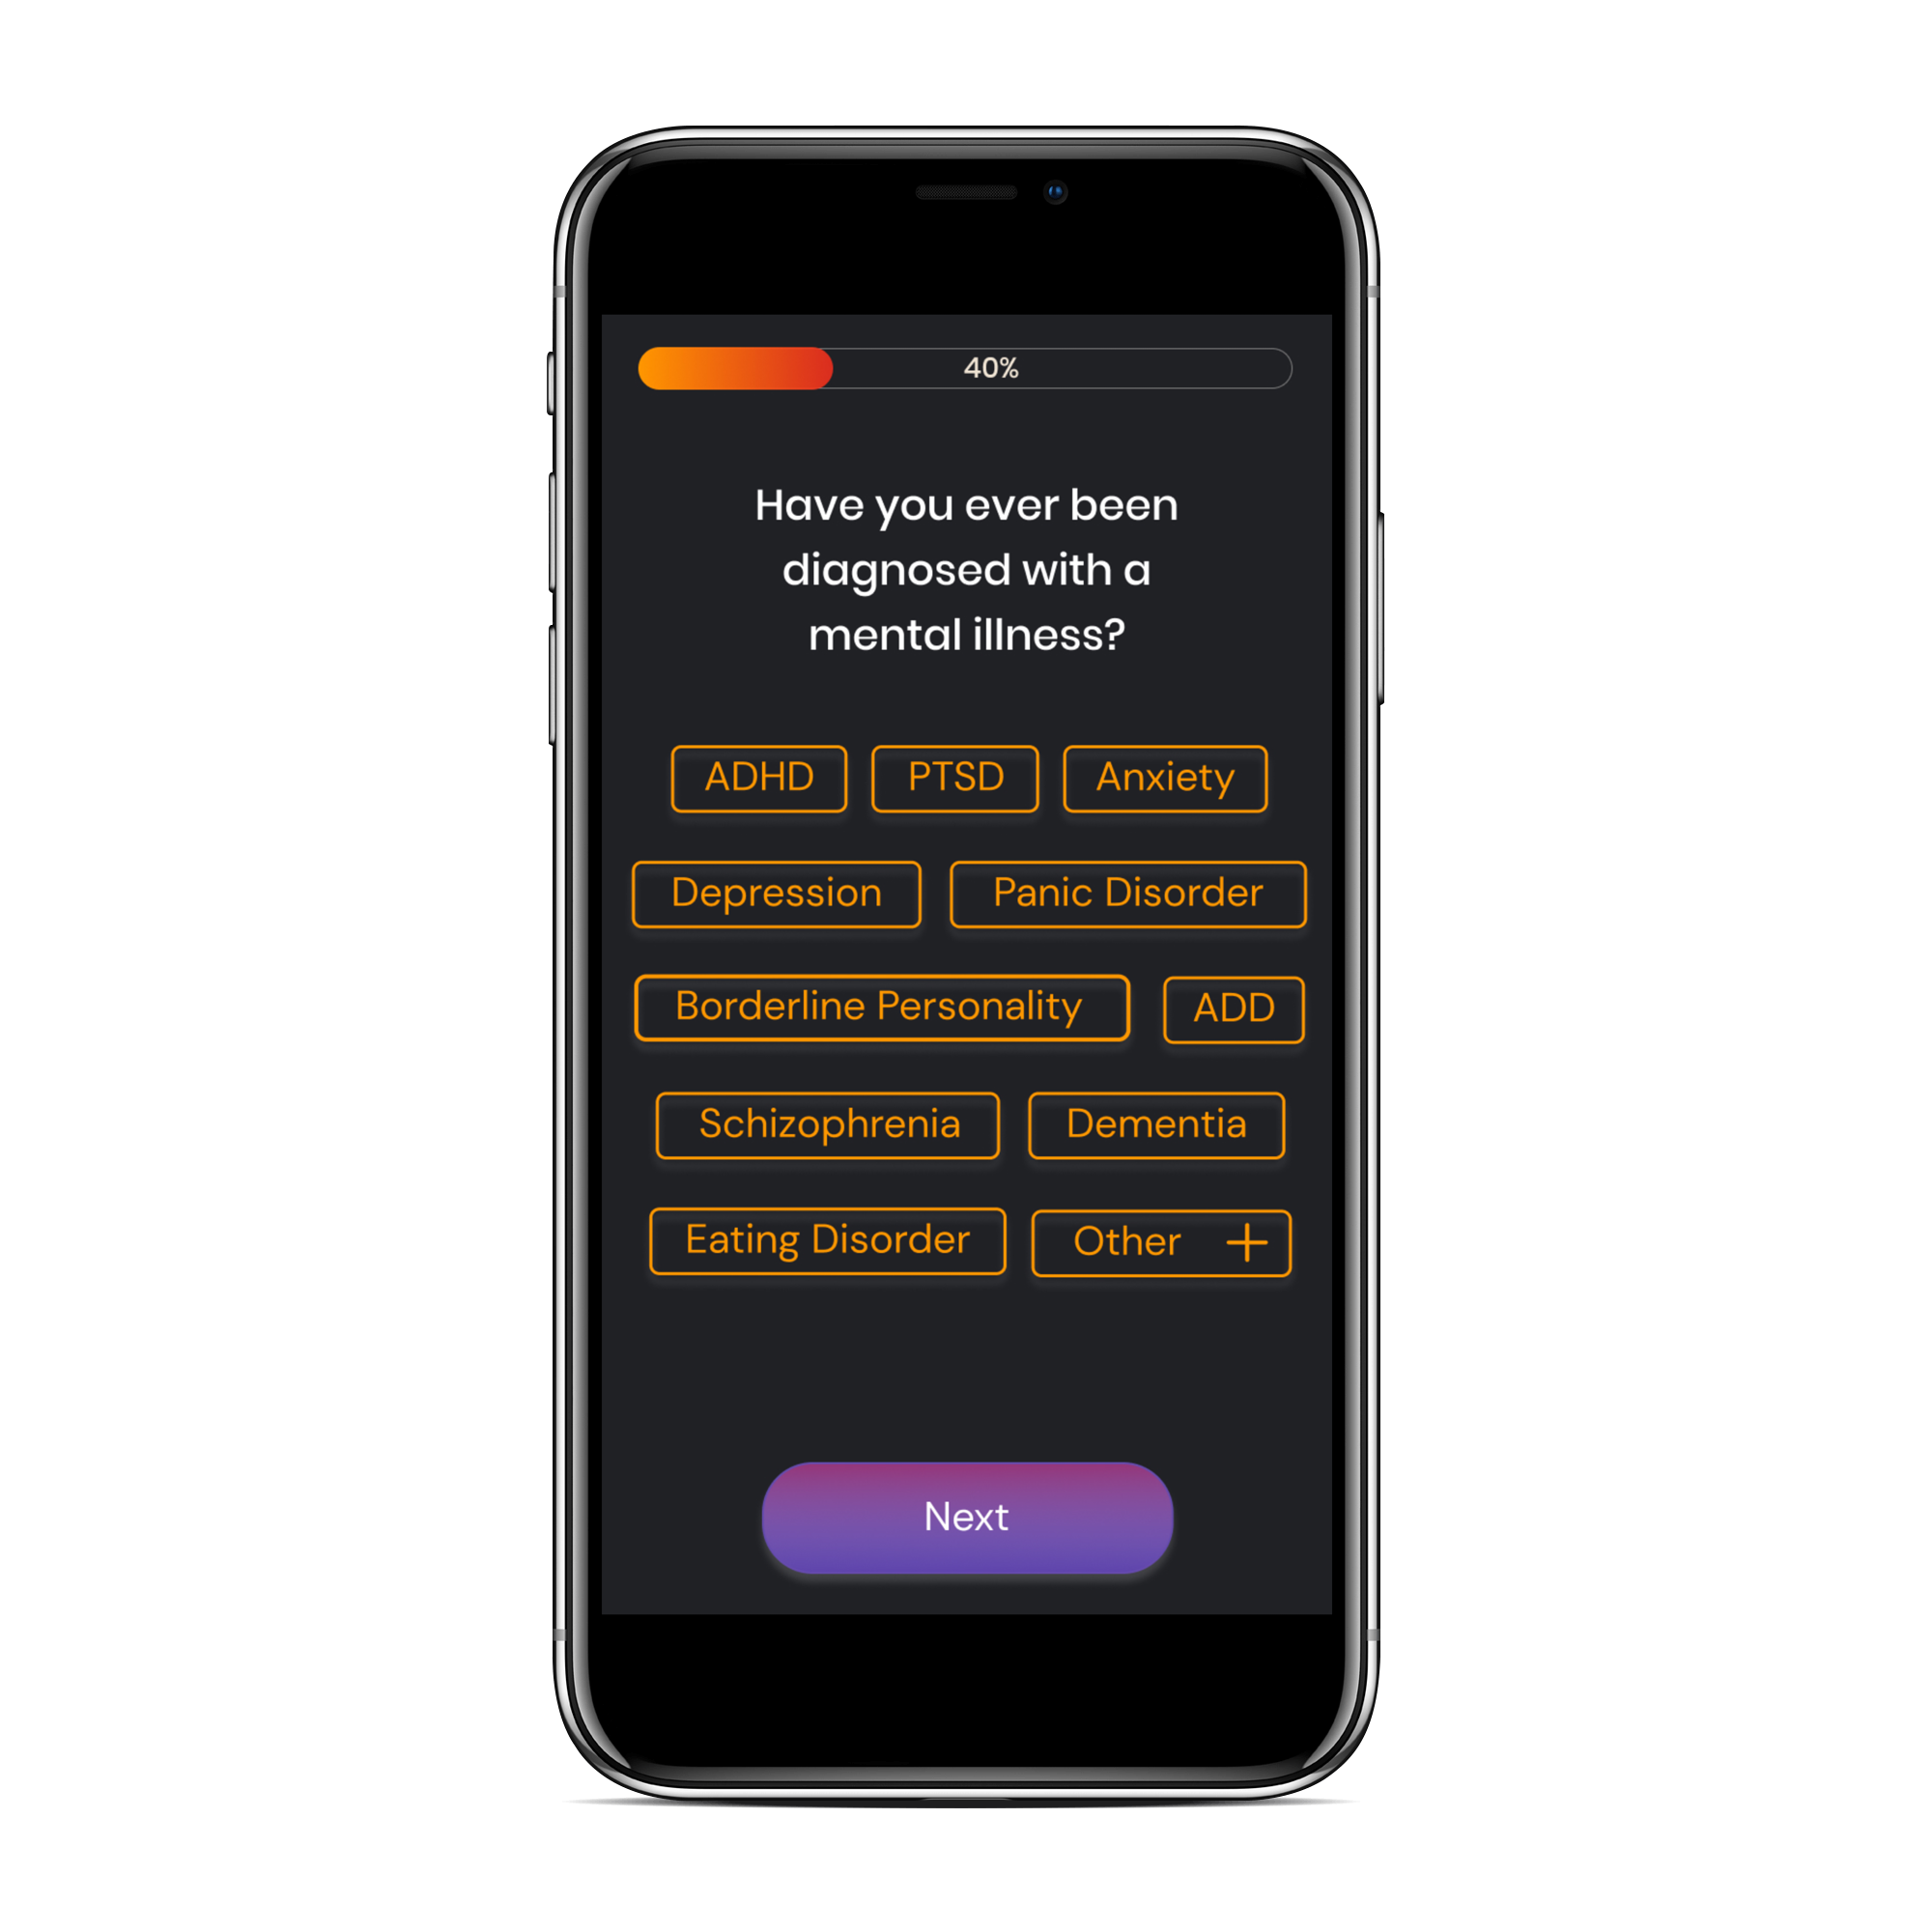 40%
Have you ever been
diagnosed with a
mental illness?
ADHD PTSD Anxiety
Depression Panic Disorder
Borderline Personality ADD
Schizophrenia Dementia
Eating Disorder Other +
Next